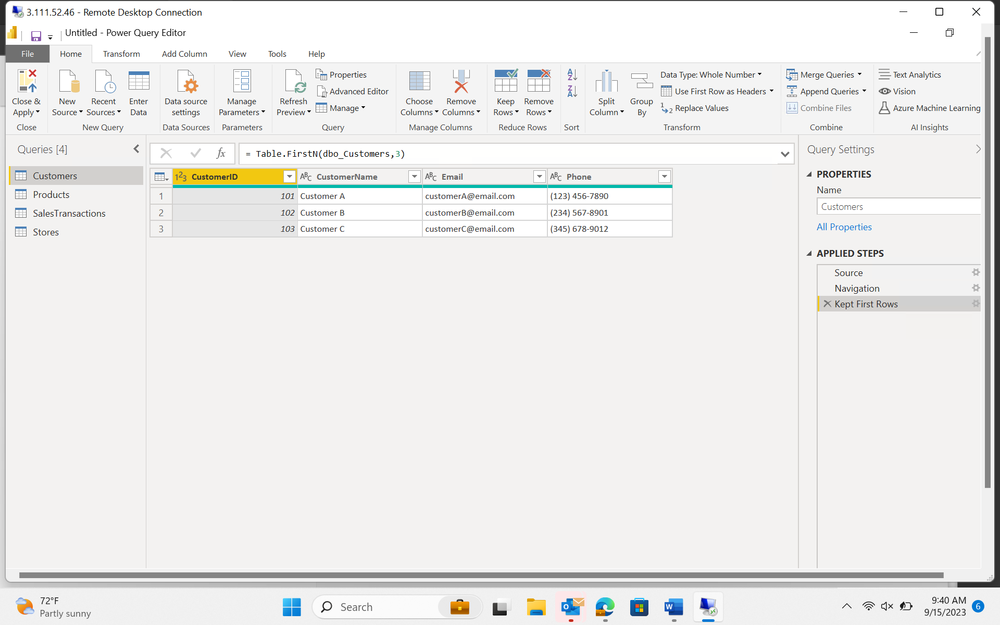 3.111.52.46 - Remote Desktop Connection
Untitled - Power Query Editor
File Home Transform Add Column View Tools Help
Close & Apply
New Source
Recent Sources
Enter Data
Data source settings
Manage Parameters
Refresh Preview
Properties
Advanced Editor
Manage
Choose Columns
Remove Columns
Keep Rows
Remove Rows
A Z
Z A
Split Column
Group By
Data Type: Whole Number
Use First Row as Headers
1 2 Replace Values
Merge Queries
Append Queries
Combine Files
Text Analytics
Vision
Azure Machine Learning
Close New Query Data Sources Parameters Query Manage Columns Reduce Rows Sort Transform Combine AI Insights
Queries [4]
Customers
Products
SalesTransactions
Stores
fx = Table.FirstN(dbo_Customers,3)
123 CustomerID ABC CustomerName ABC Email ABC Phone
1 101 Customer A customerA@email.com (123) 456-7890
2 102 Customer B customerB@email.com (234) 567-8901
3 103 Customer C customerC@email.com (345) 678-9012
Query Settings
PROPERTIES
Name
Customers
All Properties
APPLIED STEPS
Source
Navigation
Kept First Rows
72°F
Partly sunny
Search
O
W
9:40 AM
9/15/2023
6